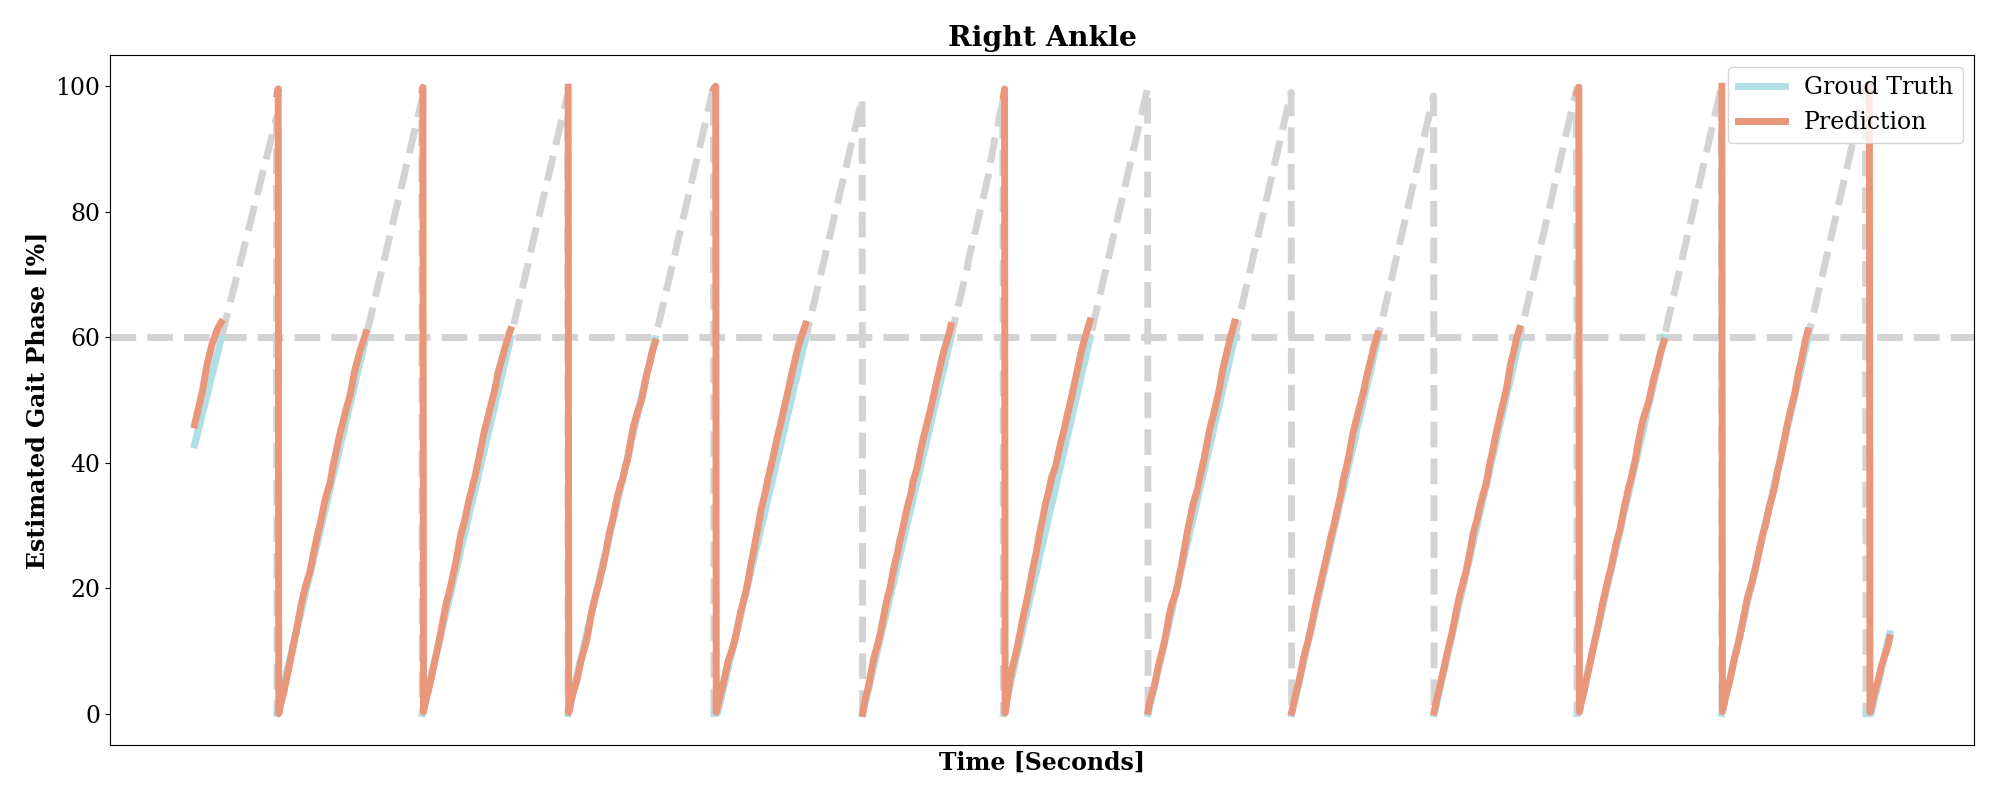 Right Ankle
Estimated Gait Phase [%]
100
80
60
40
20
0
Groud Truth
Prediction
Time [Seconds]